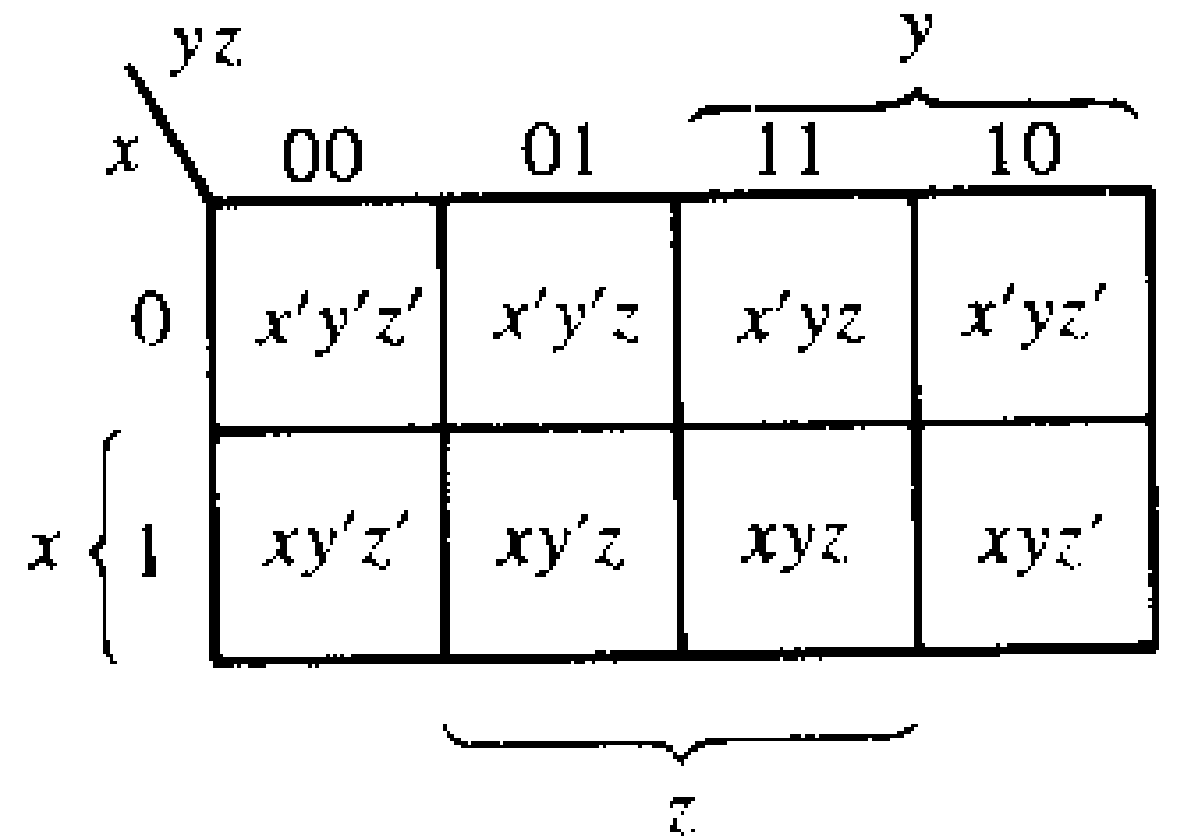 yz y
x 00 01 11 10
0 x′y′z′ x′y′z x′yz x′yz′
x 1 xy′z′ xy′z xyz xyz′
z